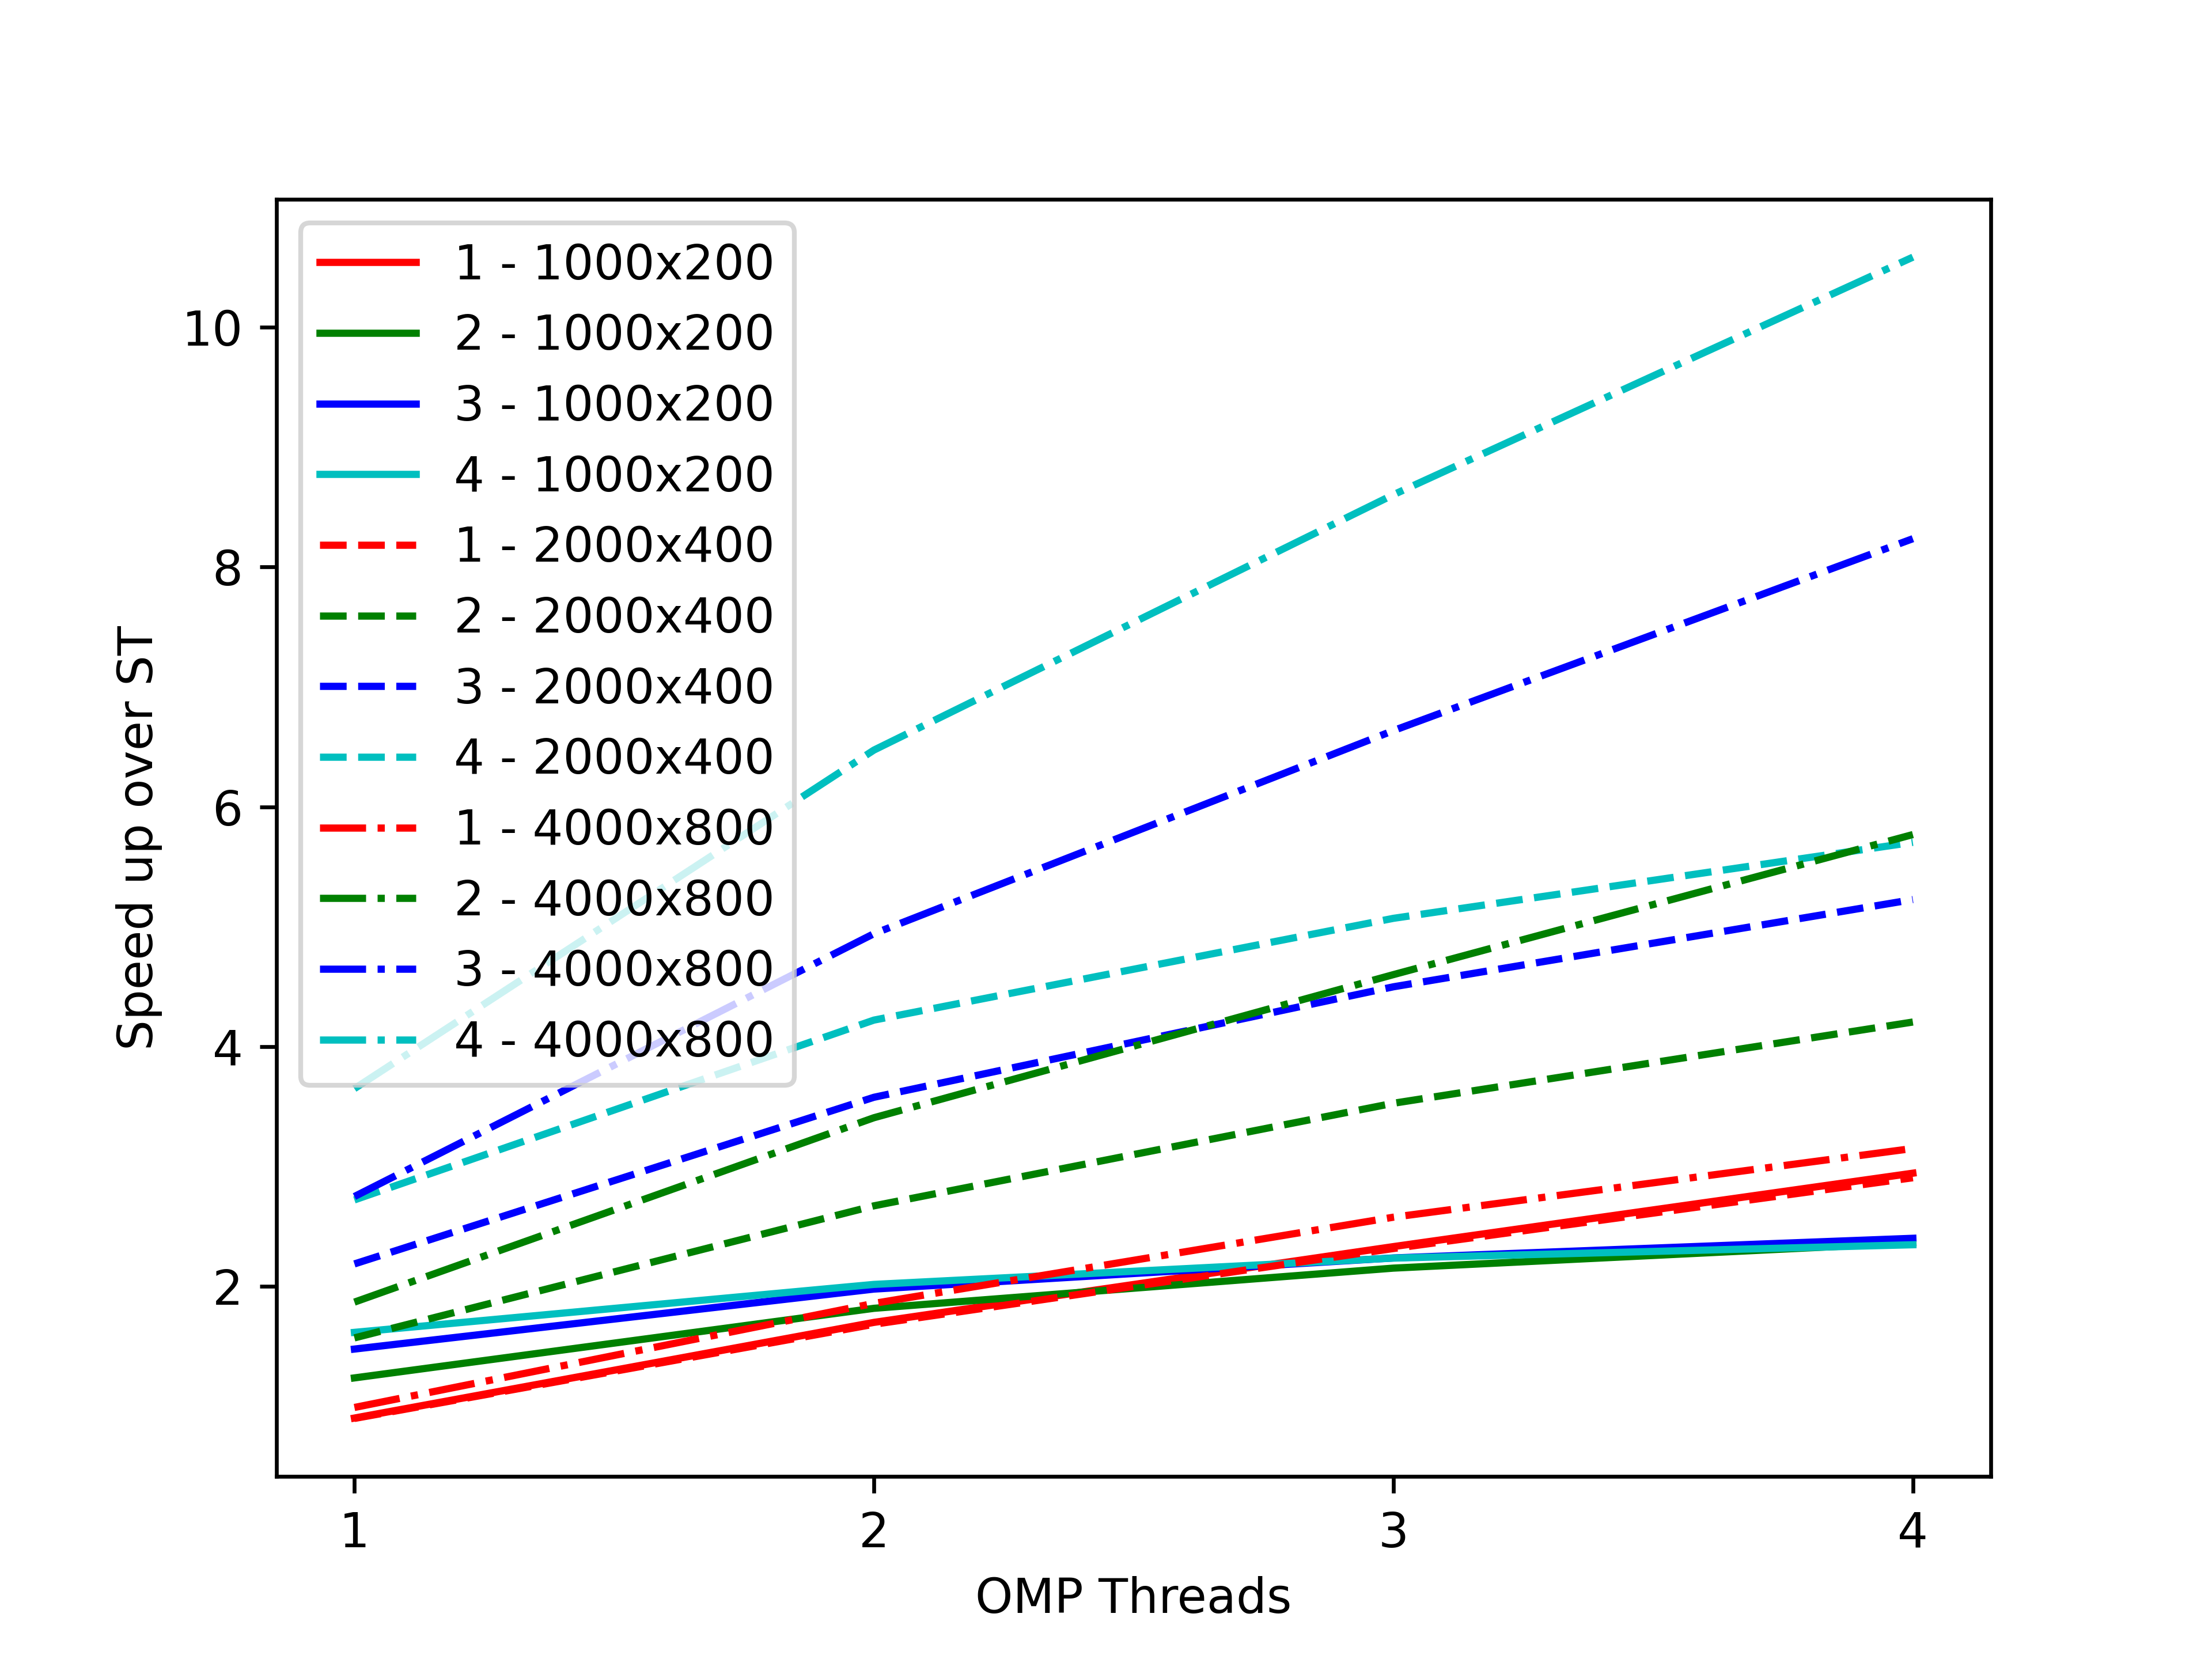 1 - 1000x200
2 - 1000x200
3 - 1000x200
4 - 1000x200
1 - 2000x400
2 - 2000x400
3 - 2000x400
4 - 2000x400
1 - 4000x800
2 - 4000x800
3 - 4000x800
4 - 4000x800
10
8
6
4
2
Speed up over ST
1 2 3 4
OMP Threads